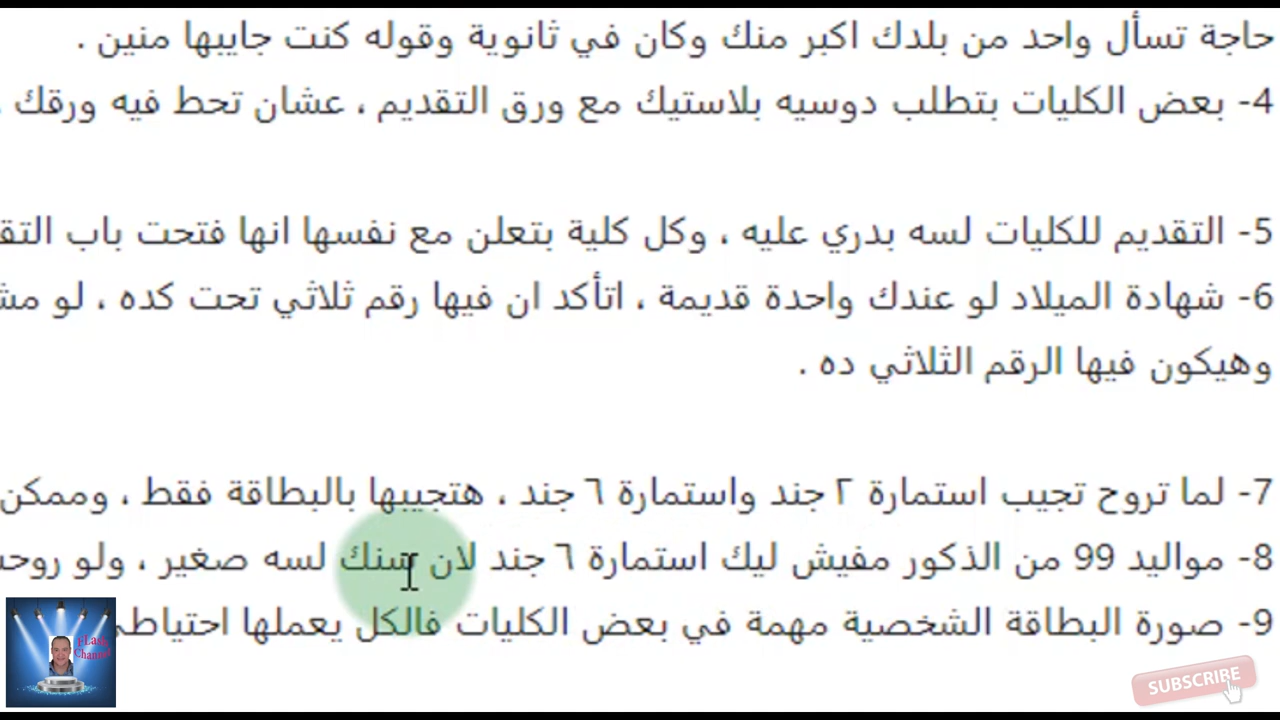 حاجة تسأل واحد من بلدك اكبر منك وكان في ثانوية وقوله كنت جايبها منين .
4- بعض الكليات بتطلب دوسيه بلاستيك مع ورق التقديم ، عشان تحط فيه ورقك .
5- التقديم للكليات لسه بدري عليه ، وكل كلية بتعلن مع نفسها انها فتحت باب
6- شهادة الميلاد لو عندك واحدة قديمة ، اتأكد ان فيها رقم ثلاثي تحت كده ، لو
وهيكون فيها الرقم الثلاثي ده .
7- لما تروح تجيب استمارة ٢ جند واستمارة ٦ جند ، هتجيبها بالبطاقة فقط ، وممكن
8- مواليد 99 من الذكور مفيش ليك استمارة ٦ جند لان سنك لسه صغير ، ولو
9- صورة البطاقة الشخصية مهمة في بعض الكليات فالكل يعملها احتياطي
eLash
Channel
SUBSCRIBE